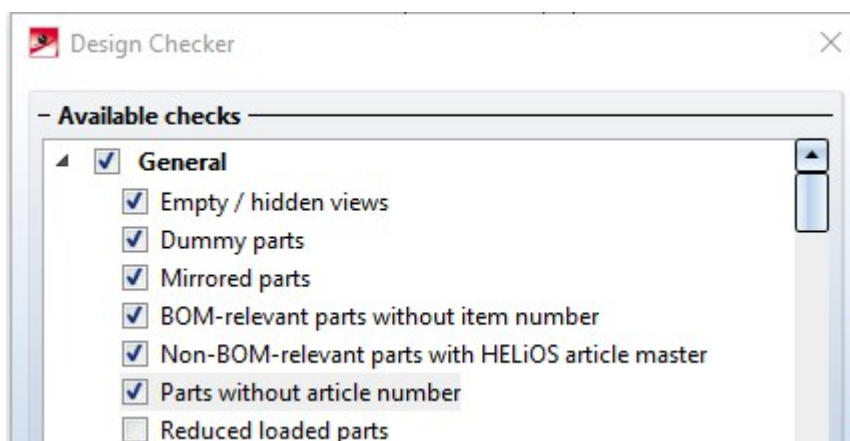 Design Checker
Available checks
General
Empty / hidden views
Dummy parts
Mirrored parts
BOM-relevant parts without item number
Non-BOM-relevant parts with HELiOS article master
Parts without article number
Reduced loaded parts